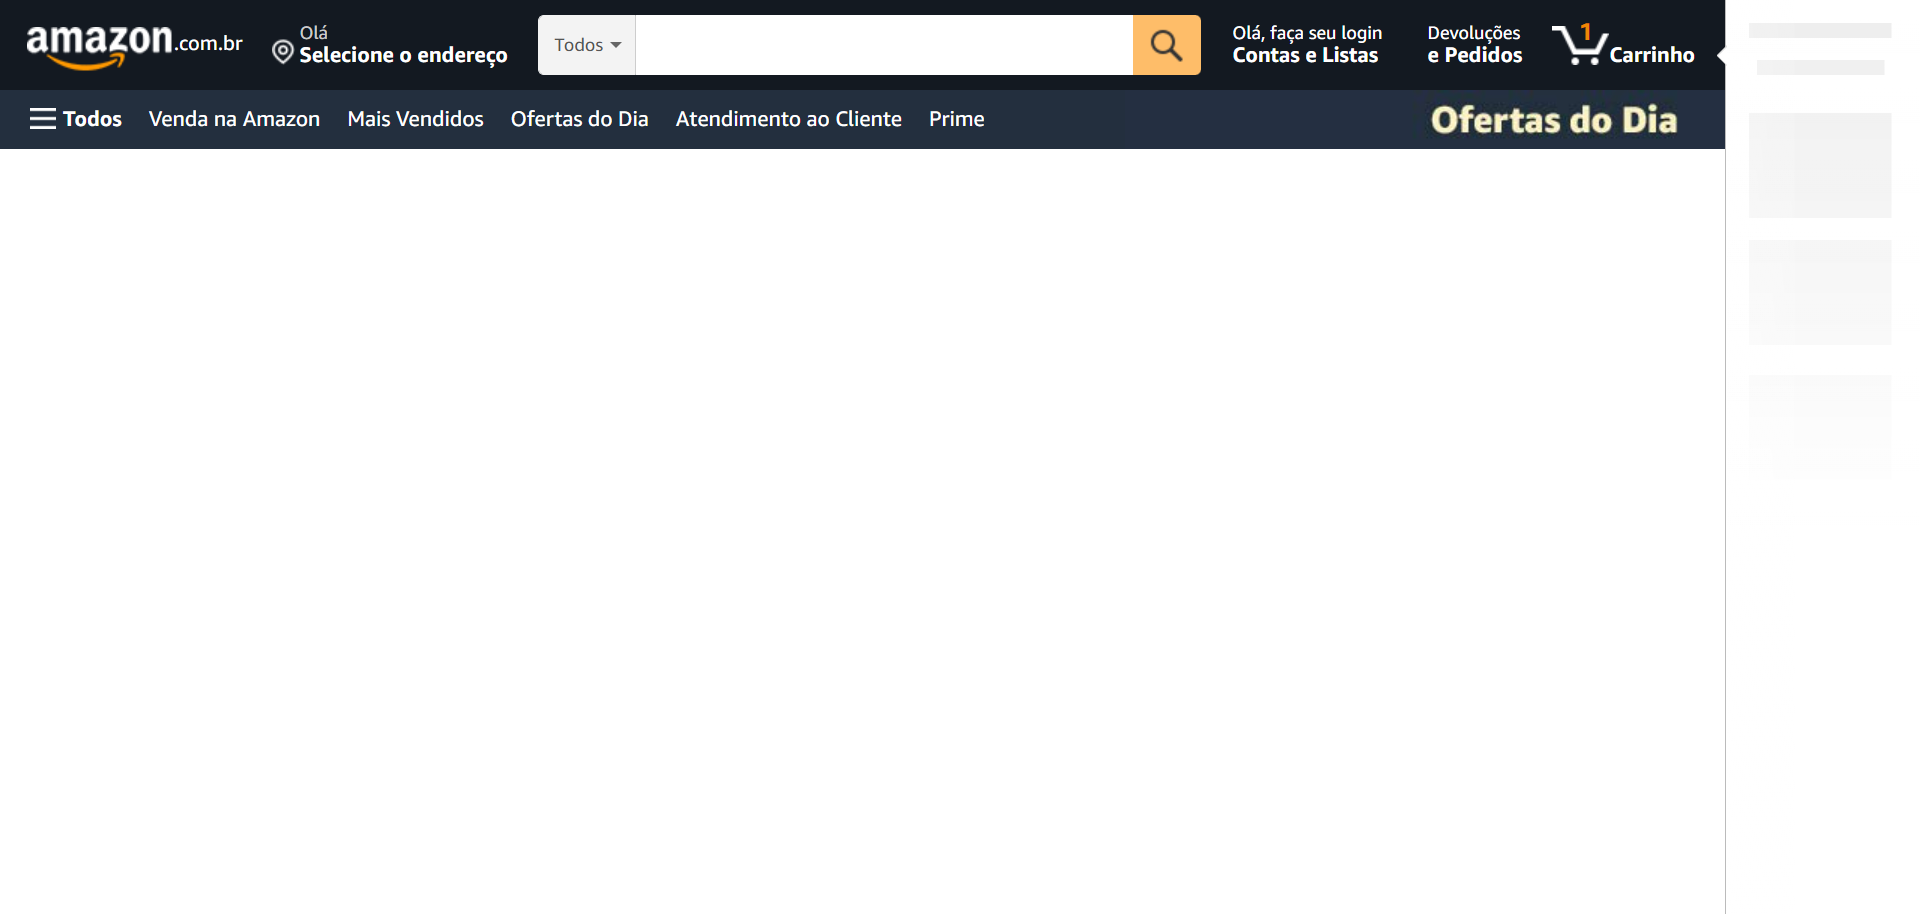 amazon.com.br
Olá
Selecione o endereço
Todos
Olá, faça seu login
Contas e Listas
Devoluções
e Pedidos
1
Carrinho
Todos
Venda na Amazon
Mais Vendidos
Ofertas do Dia
Atendimento ao Cliente
Prime
Ofertas do Dia